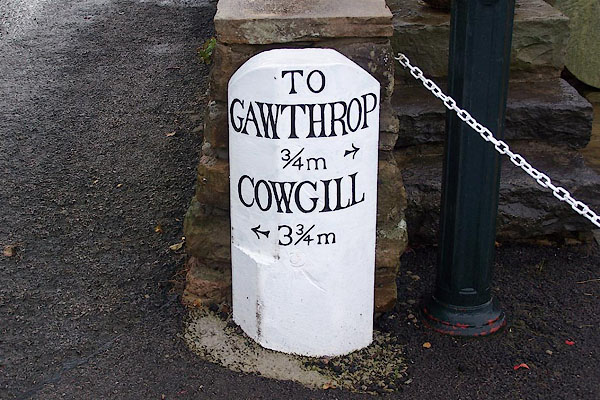 TO
GAWTHROP
¾m →
COWGILL
← 3¾m